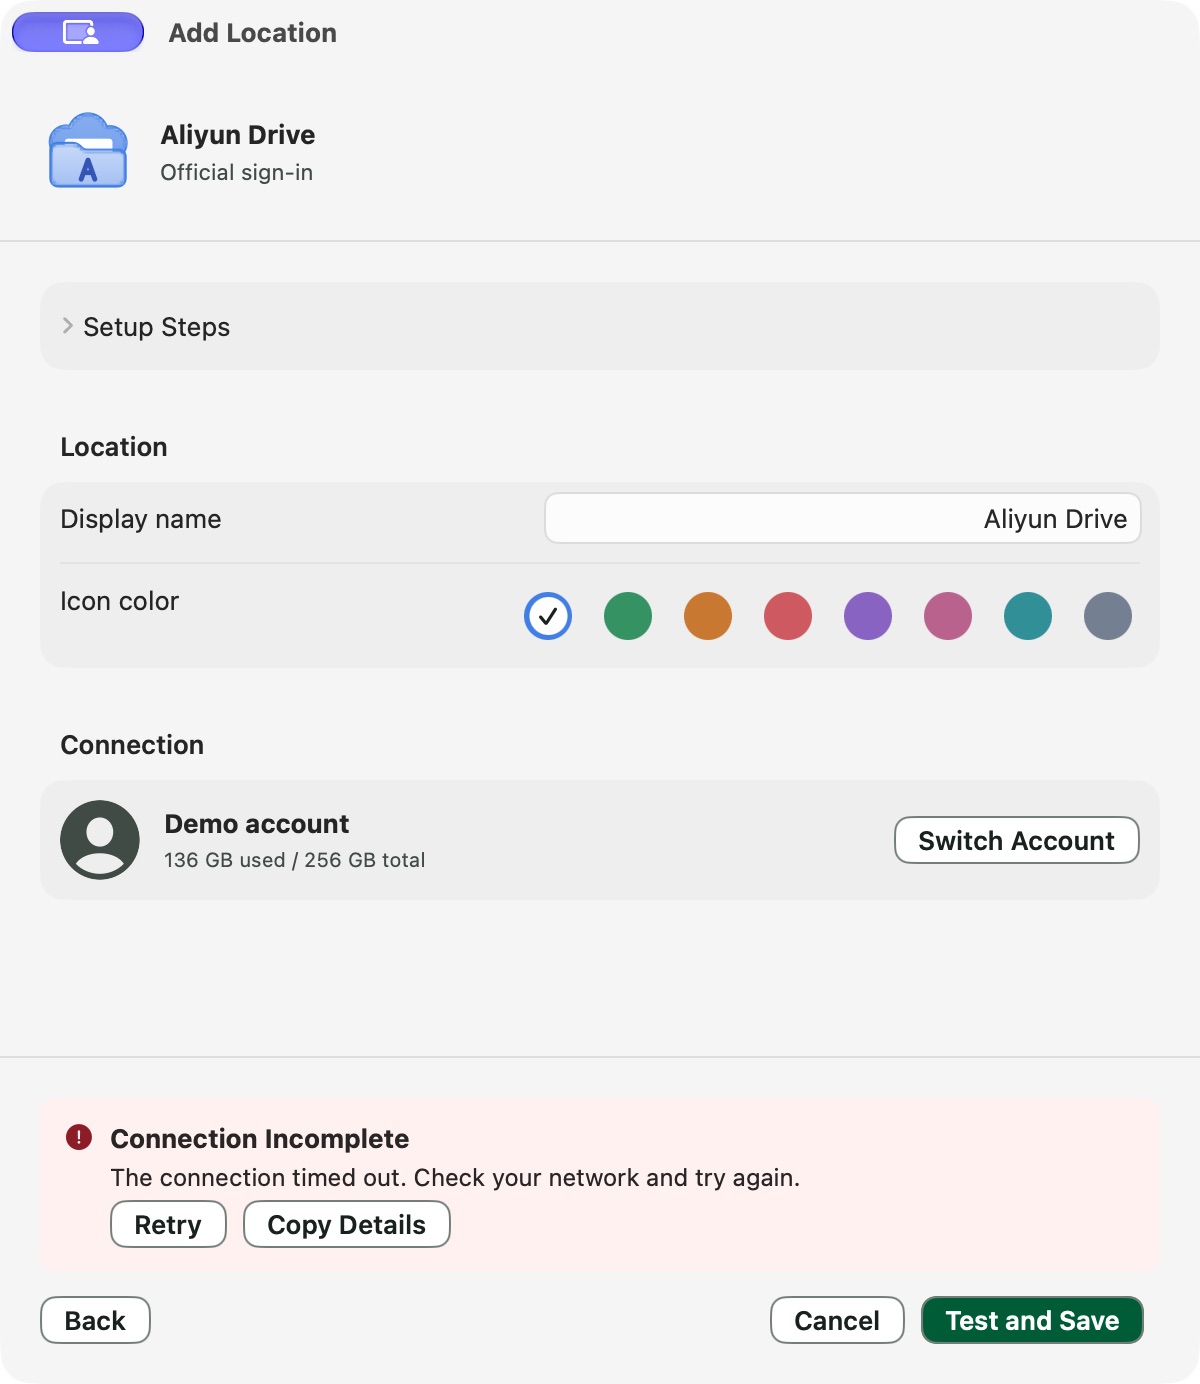 Add Location
A
Aliyun Drive
Official sign-in
Setup Steps
Location
Display name
Aliyun Drive
Icon color
Connection
Demo account
136 GB used / 256 GB total
Switch Account
Connection Incomplete
The connection timed out. Check your network and try again.
Retry
Copy Details
Back
Cancel
Test and Save